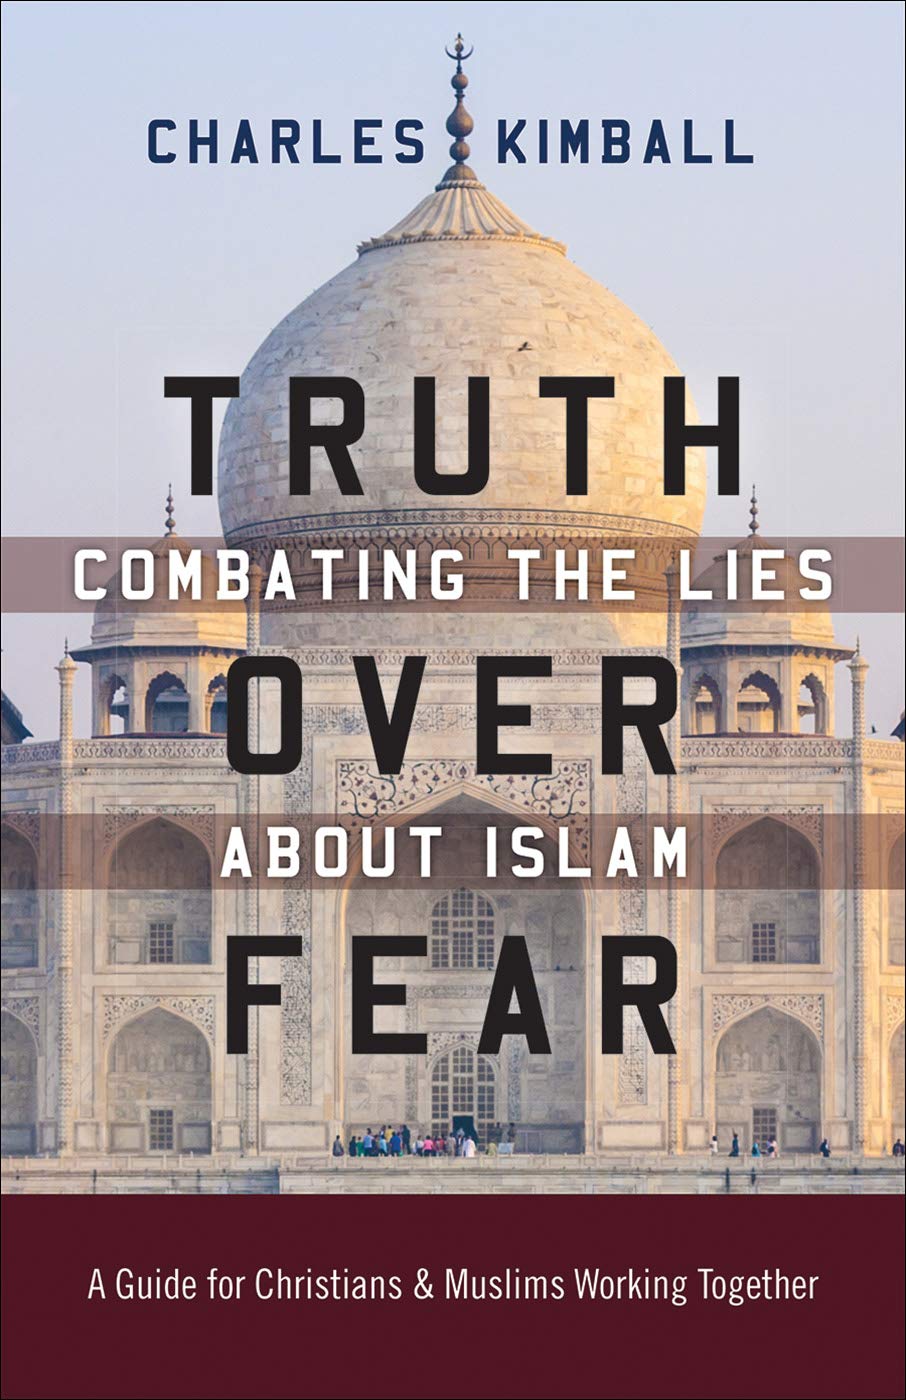 CHARLES KIMBALL
TRUTH
COMBATING THE LIES
OVER
ABOUT ISLAM
FEAR
A Guide for Christians & Muslims Working Together